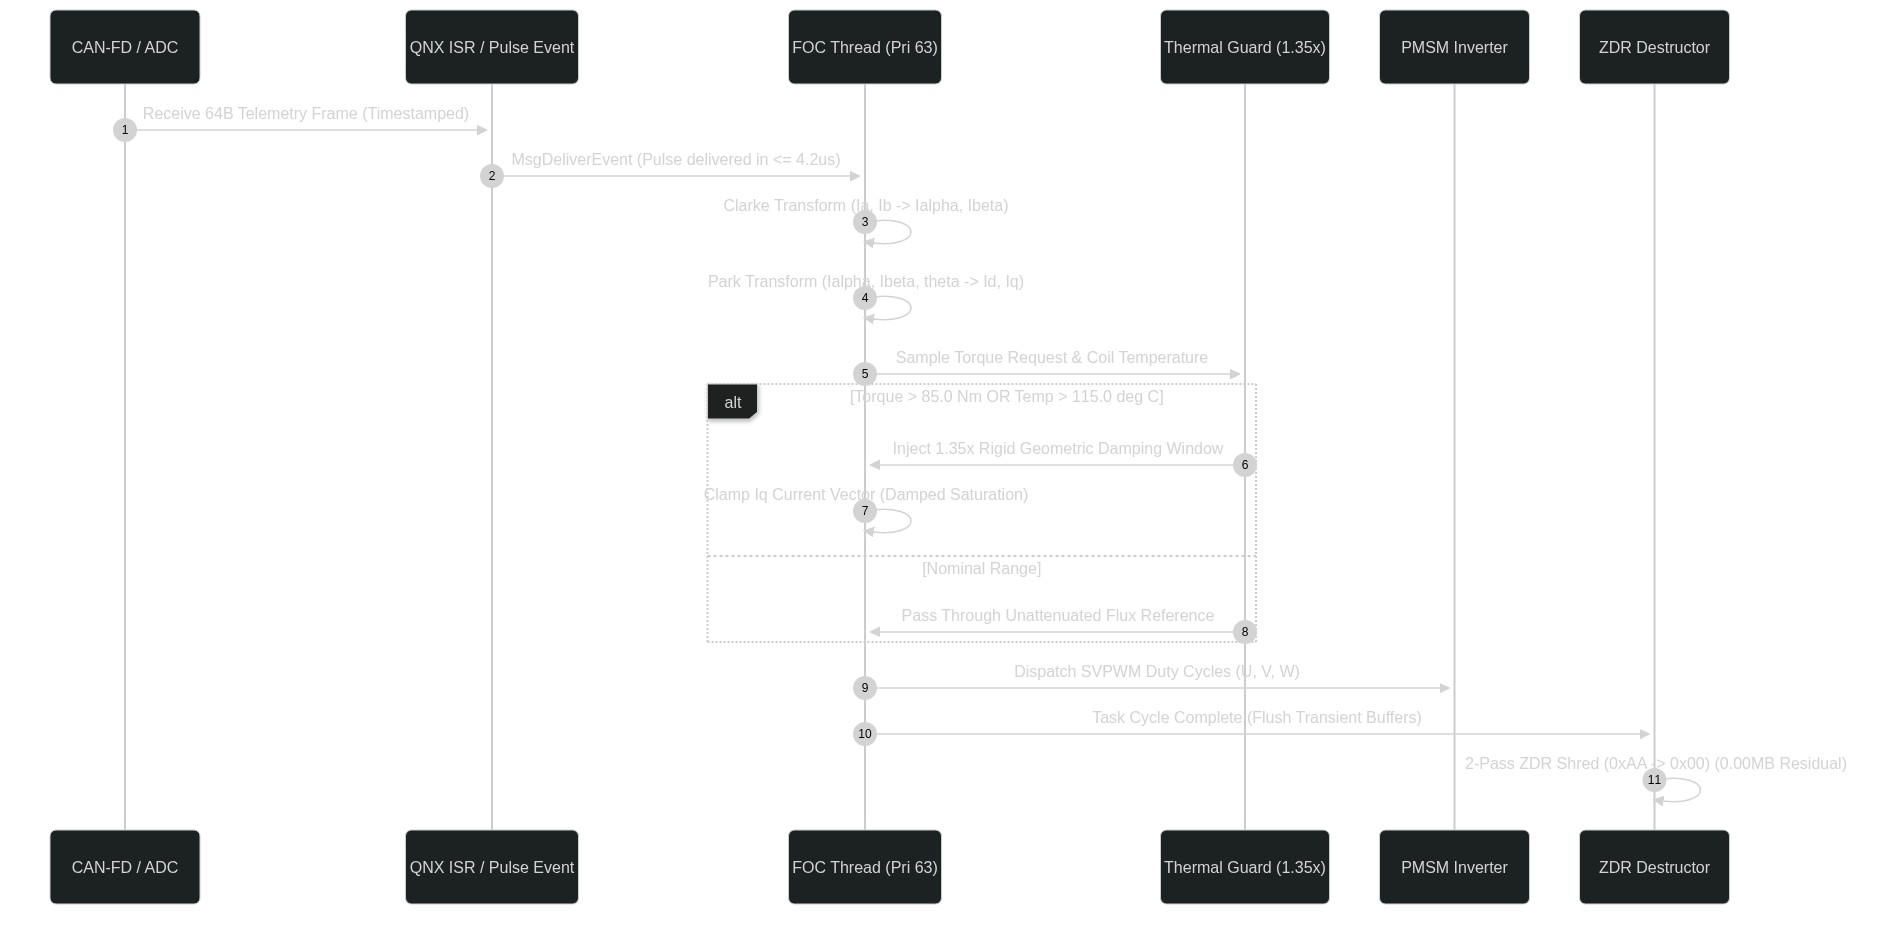 CAN-FD / ADC
QNX ISR / Pulse Event
FOC Thread (Pri 63)
Thermal Guard (1.35x)
PMSM Inverter
ZDR Destructor
Receive 64B Telemetry Frame (Timestamped)
1
MsgDeliverEvent (Pulse delivered in <= 4.2us)
2
Clarke Transform (Ia, Ib -> Ialpha, Ibeta)
3
Park Transform (Ialpha, Ibeta, theta -> Id, Iq)
4
Sample Torque Request & Coil Temperature
5
alt
[Torque > 85.0 Nm OR Temp > 115.0 deg C]
Inject 1.35x Rigid Geometric Damping Window
6
Clamp Iq Current Vector (Damped Saturation)
7
[Nominal Range]
Pass Through Unattenuated Flux Reference
8
Dispatch SVPWM Duty Cycles (U, V, W)
9
Task Cycle Complete (Flush Transient Buffers)
10
2-Pass ZDR Shred (0xAA -> 0x00) (0.00MB Residual)
11
CAN-FD / ADC
QNX ISR / Pulse Event
FOC Thread (Pri 63)
Thermal Guard (1.35x)
PMSM Inverter
ZDR Destructor